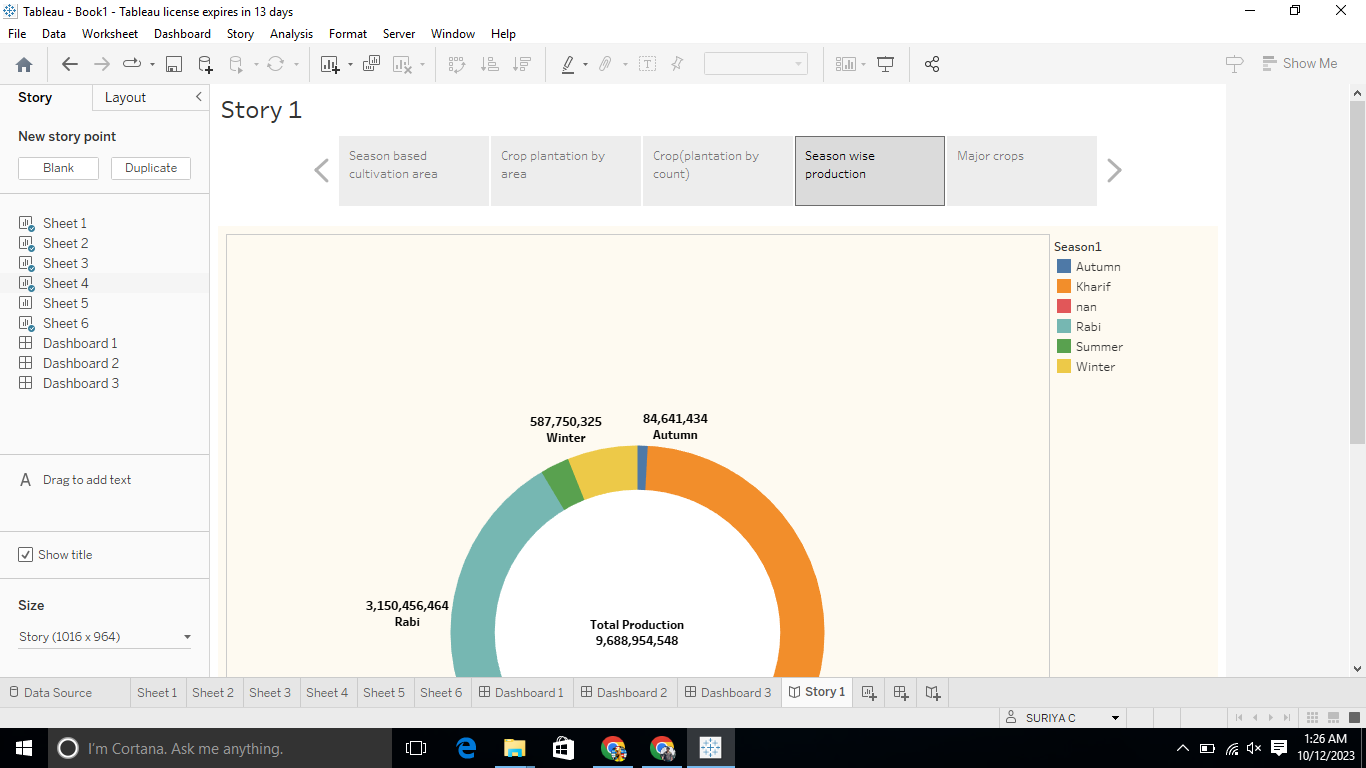 Tableau - Book1 - Tableau license expires in 13 days
File Data Worksheet Dashboard Story Analysis Format Server Window Help
Show Me
Story Layout
New story point
Blank Duplicate
Sheet 1
Sheet 2
Sheet 3
Sheet 4
Sheet 5
Sheet 6
Dashboard 1
Dashboard 2
Dashboard 3
A Drag to add text
Show title
Size
Story (1016 x 964)
Story 1
Season based
cultivation area
Crop plantation by
area
Crop(plantation by
count)
Season wise
production
Major crops
Season1
Autumn
Kharif
nan
Rabi
Summer
Winter
587,750,325
Winter
84,641,434
Autumn
3,150,456,464
Rabi
Total Production
9,688,954,548
Data Source Sheet 1 Sheet 2 Sheet 3 Sheet 4 Sheet 5 Sheet 6 Dashboard 1 Dashboard 2 Dashboard 3 Story 1
SURIYA C
I'm Cortana. Ask me anything.
1:26 AM
10/12/2023